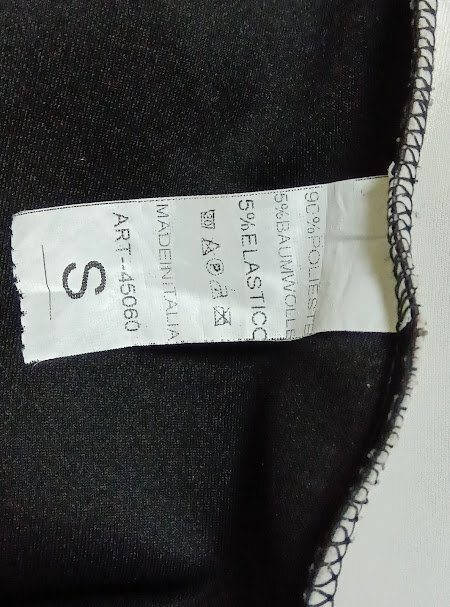 90%POLIESTE
5%BAUMWOLLE
5%ELASTICO
MADEINITALIA
ART--45060
S